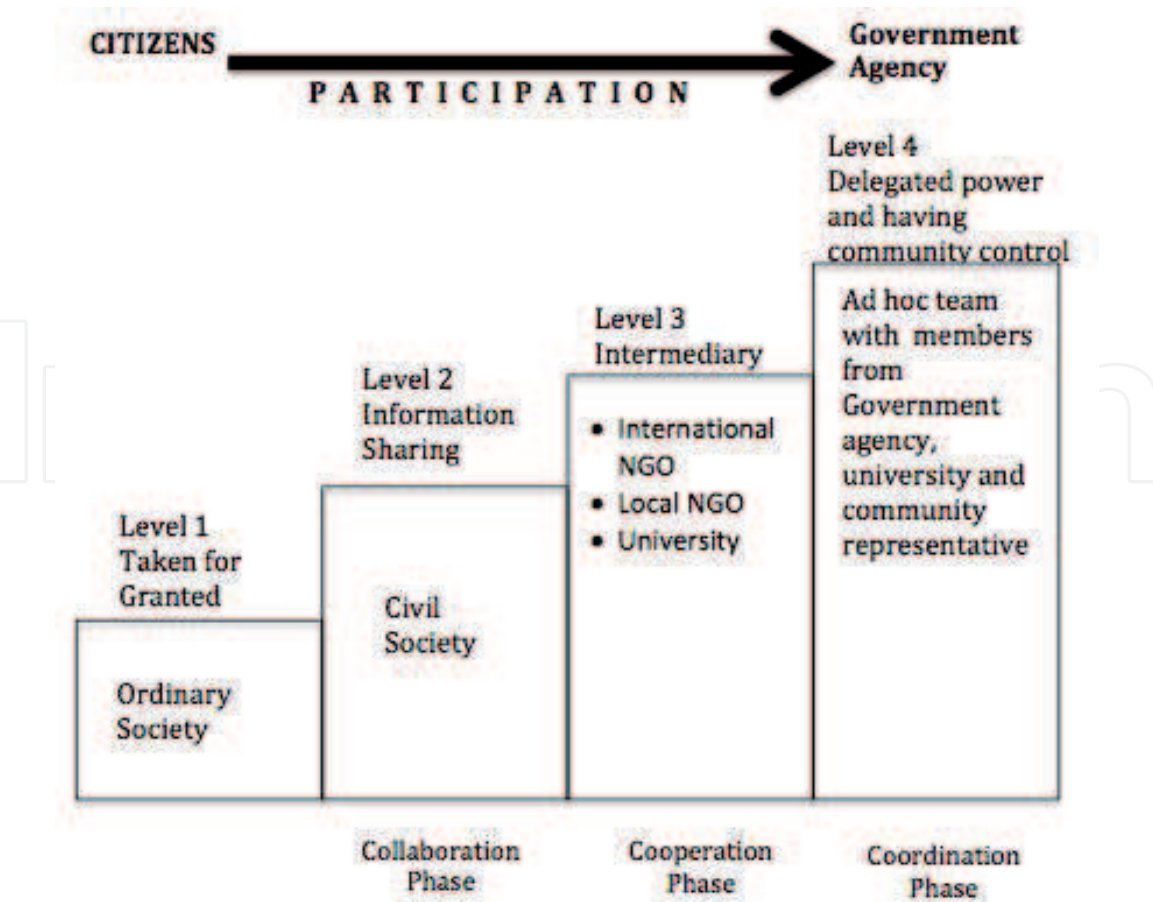 CITIZENS
Government
Agency
PARTICIPATION
Level 4
Delegated power
and having
community control
Ad hoc team
with members
from
Government
agency,
university and
community
representative
Level 3
Intermediary
• International
NGO
• Local NGO
• University
Level 2
Information
Sharing
Civil
Society
Level 1
Taken for
Granted
Ordinary
Society
Collaboration
Phase
Cooperation
Phase
Coordination
Phase